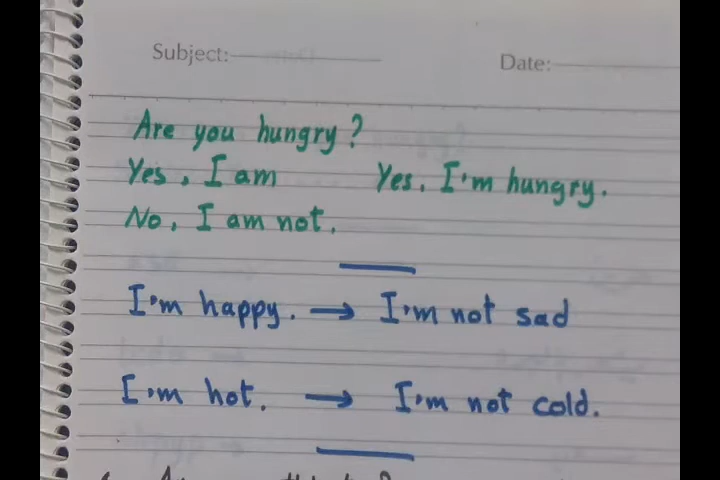 Subject: Date:
Are you hungry?
Yes, I am Yes, I'm hungry.
No, I am not.
I'm happy. → I'm not sad
I'm hot. → I'm not cold.